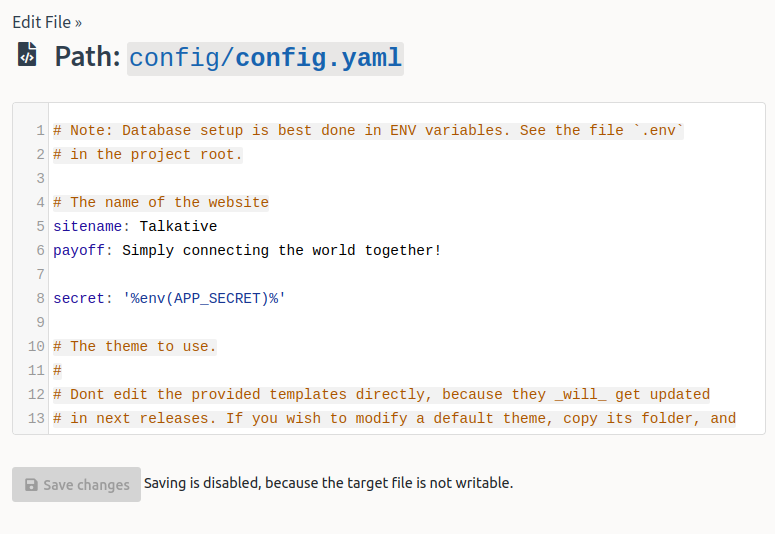 Edit File »
Path: config/config.yaml
1 # Note: Database setup is best done in ENV variables. See the file `.env`
2 # in the project root.
3
4 # The name of the website
5 sitename: Talkative
6 payoff: Simply connecting the world together!
7
8 secret: '%env(APP_SECRET)%'
9
10 # The theme to use.
11 #
12 # Dont edit the provided templates directly, because they _will_ get updated
13 # in next releases. If you wish to modify a default theme, copy its folder, and
Save changes Saving is disabled, because the target file is not writable.